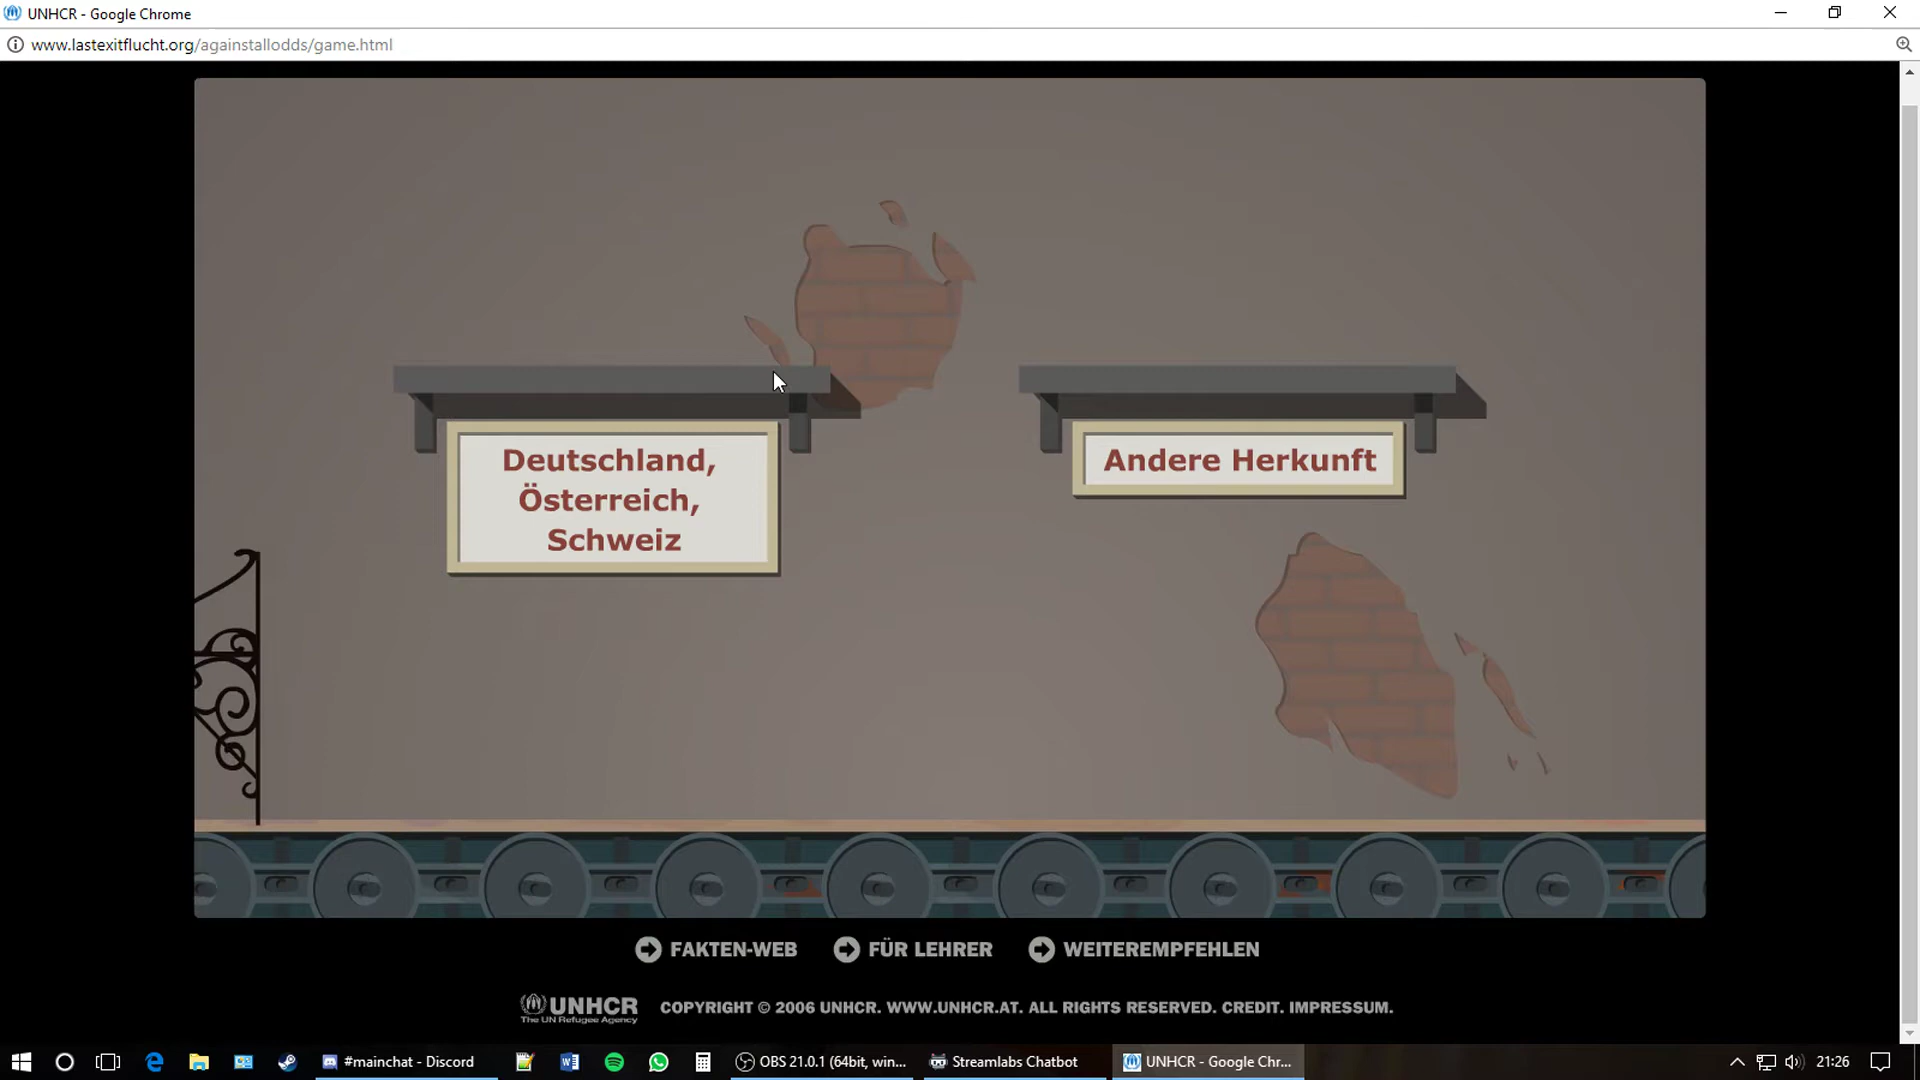 UNHCR - Google Chrome
www.lastexitflucht.org/againstallodds/game.html
Deutschland,
Österreich,
Schweiz
Andere Herkunft
FAKTEN-WEB FÜR LEHRER WEITEREMPFEHLEN
UNHCR
The UN Refugee Agency
COPYRIGHT © 2006 UNHCR. WWW.UNHCR.AT. ALL RIGHTS RESERVED. CREDIT. IMPRESSUM.
#mainchat - Discord OBS 21.0.1 (64bit, win... Streamlabs Chatbot UNHCR - Google Chr... 21:26